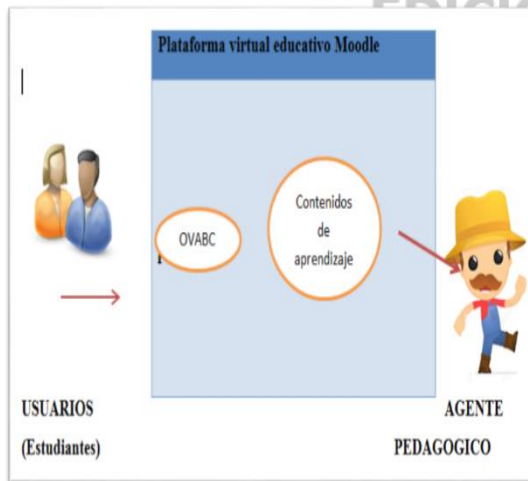 Plataforma virtual educativo Moodle
OVABC
Contenidos
de
aprendizaje
USUARIOS
(Estudiantes)
AGENTE
PEDAGOGICO